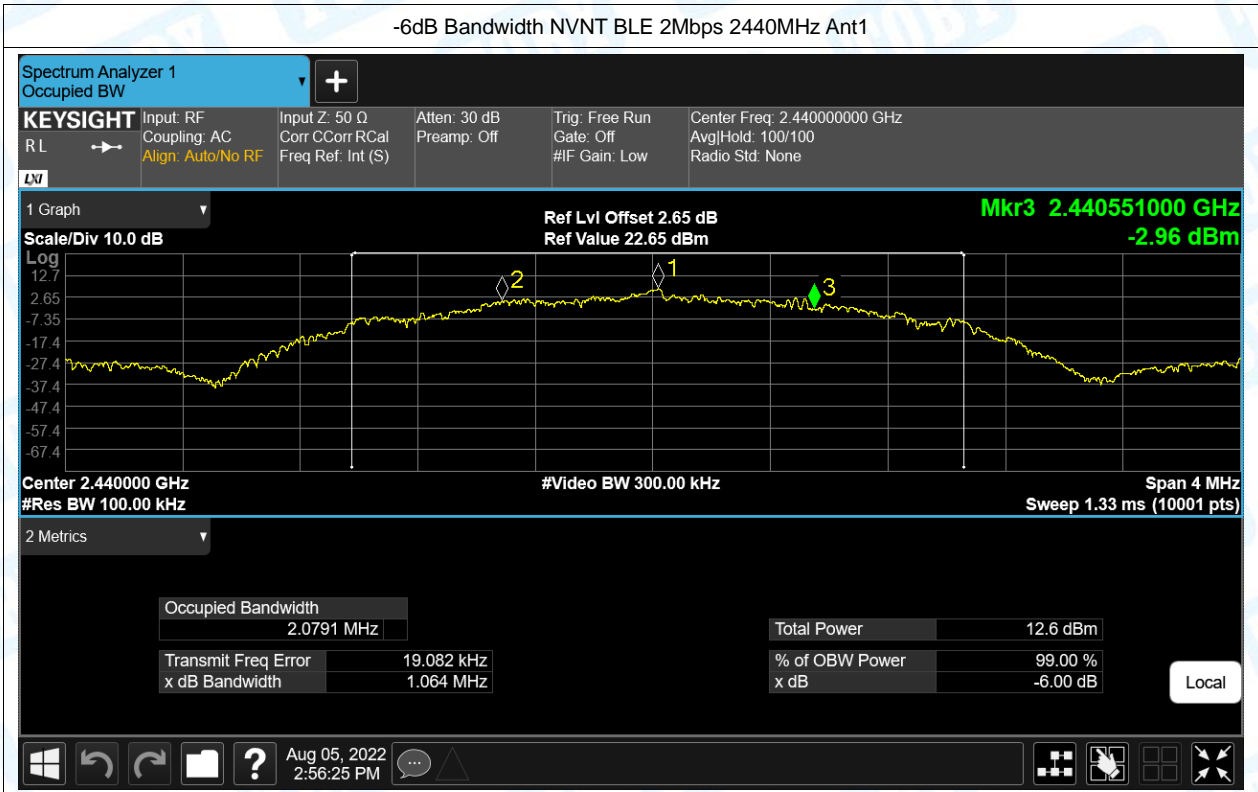 -6dB Bandwidth NVNT BLE 2Mbps 2440MHz Ant1
Spectrum Analyzer 1
Occupied BW
KEYSIGHT
RL
LXI
Input: RF
Coupling: AC
Align: Auto/No RF
Input Z: 50 Ω
Corr CCorr RCal
Freq Ref: Int (S)
Atten: 30 dB
Preamp: Off
Trig: Free Run
Gate: Off
#IF Gain: Low
Center Freq: 2.440000000 GHz
Avg|Hold: 100/100
Radio Std: None
1 Graph
Scale/Div 10.0 dB
Ref Lvl Offset 2.65 dB
Ref Value 22.65 dBm
Mkr3 2.440551000 GHz
-2.96 dBm
Log
12.7
2.65
-7.35
-17.4
-27.4
-37.4
-47.4
-57.4
-67.4
2
1
3
Center 2.440000 GHz
#Video BW 300.00 kHz
Span 4 MHz
#Res BW 100.00 kHz
Sweep 1.33 ms (10001 pts)
2 Metrics
Occupied Bandwidth
2.0791 MHz
Total Power 12.6 dBm
Transmit Freq Error 19.082 kHz
% of OBW Power 99.00 %
x dB Bandwidth 1.064 MHz
x dB -6.00 dB
Local
Aug 05, 2022
2:56:25 PM